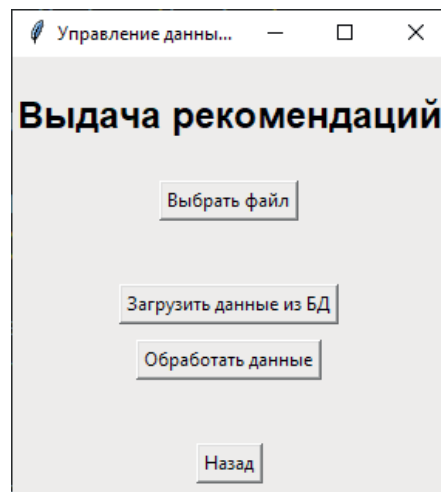 Управление данны...
Выдача рекомендаций
Выбрать файл
Загрузить данные из БД
Обработать данные
Назад